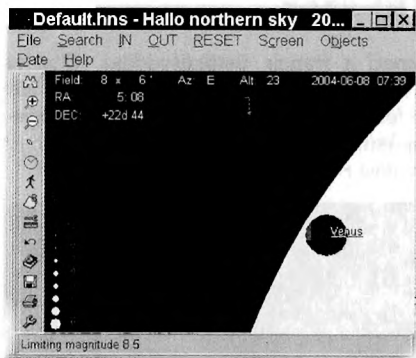 Default.hns - Hallo northern sky 20...
File Search IN OUT RESET Screen Objects
Date Help
Field: 8 x 6 ' Az E Alt 23 2004-06-08 07:39
RA 5: 08
DEC: +22d 44
Venus
Limiting magnitude 8.5